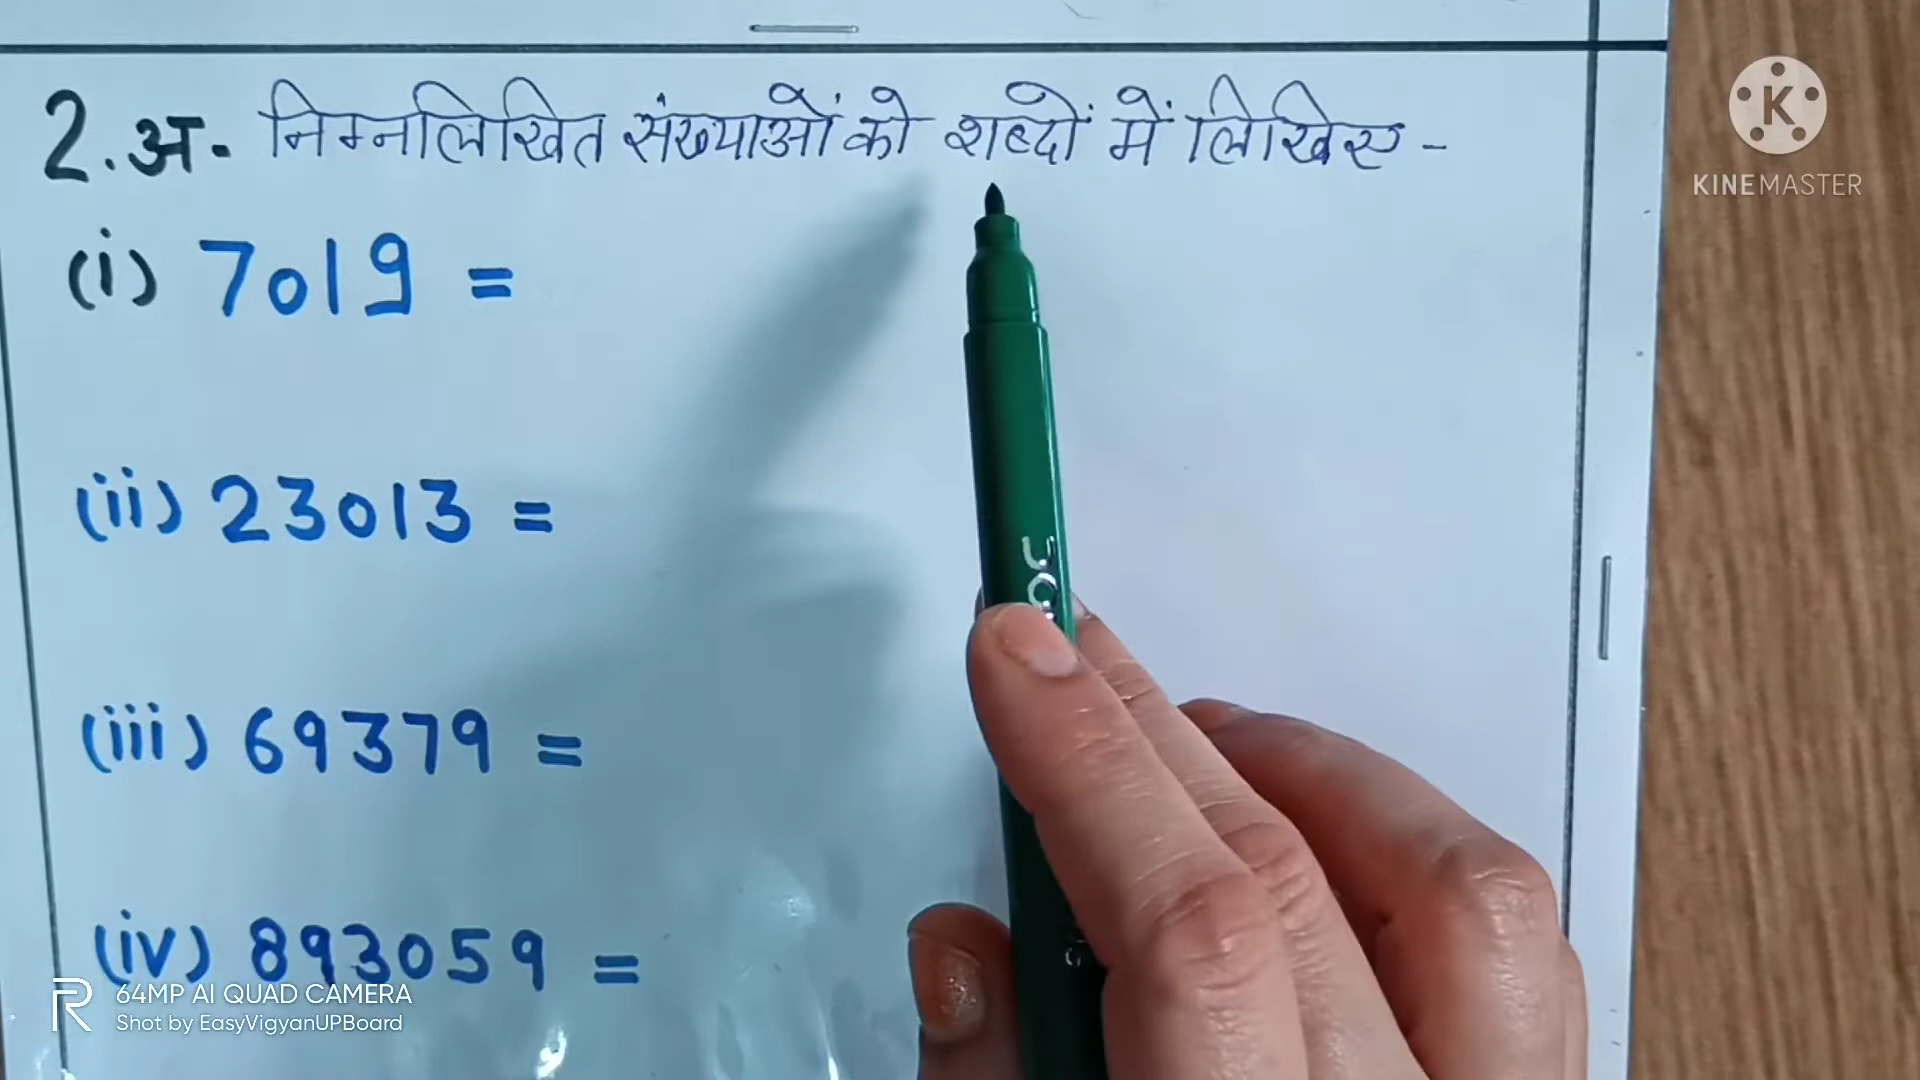 2. अ. निम्नलिखित संख्याओं को शब्दों में लिखिए -
(i) 7019 =
(ii) 23013 =
(iii) 69379 =
(iv) 893059 =
K
KINEMASTER
64MP AI QUAD CAMERA
Shot by EasyVigyanUPBoard